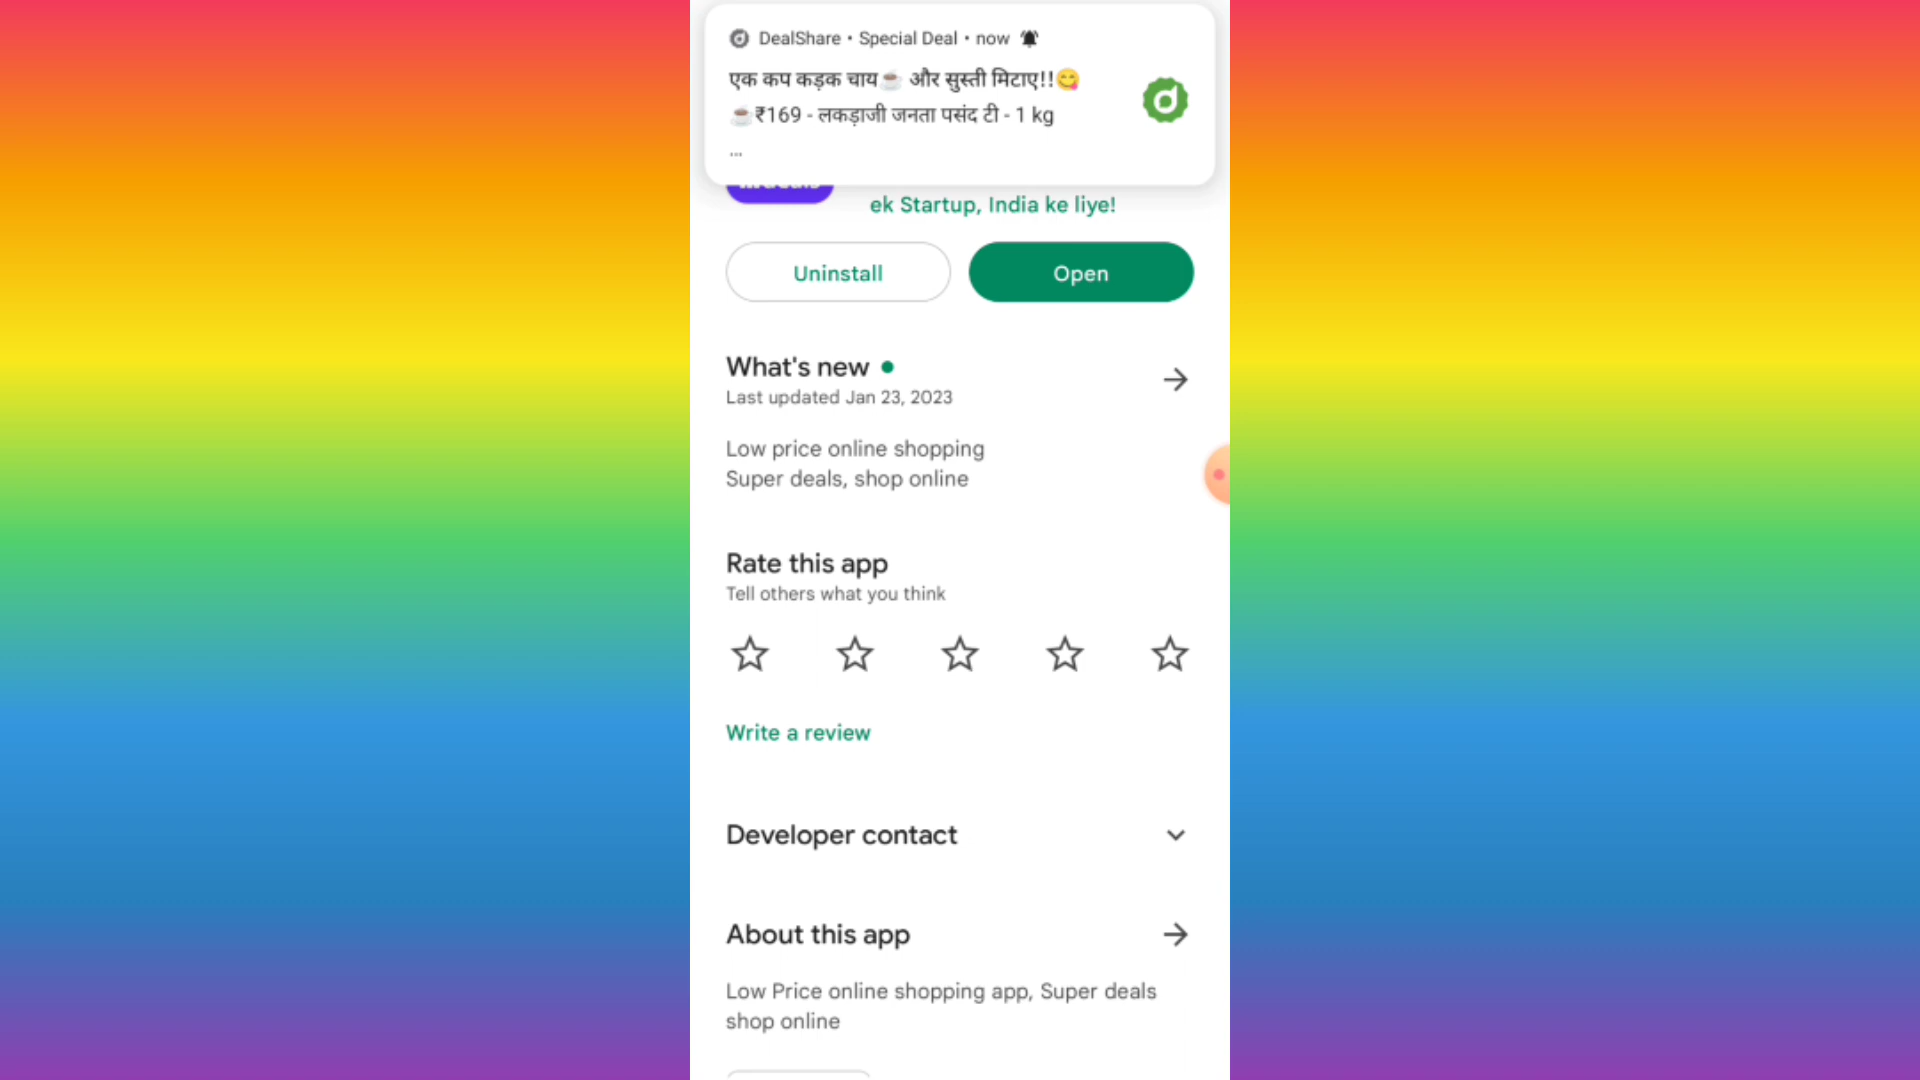 DealShare • Special Deal • now
एक कप कड़क चाय☕ और सुस्ती मिटाए!!😋
☕₹169 - लकड़ाजी जनता पसंद टी - 1 kg
...
ek Startup, India ke liye!
Uninstall
Open
What's new
Last updated Jan 23, 2023
Low price online shopping
Super deals, shop online
Rate this app
Tell others what you think
Write a review
Developer contact
About this app
Low Price online shopping app, Super deals
shop online